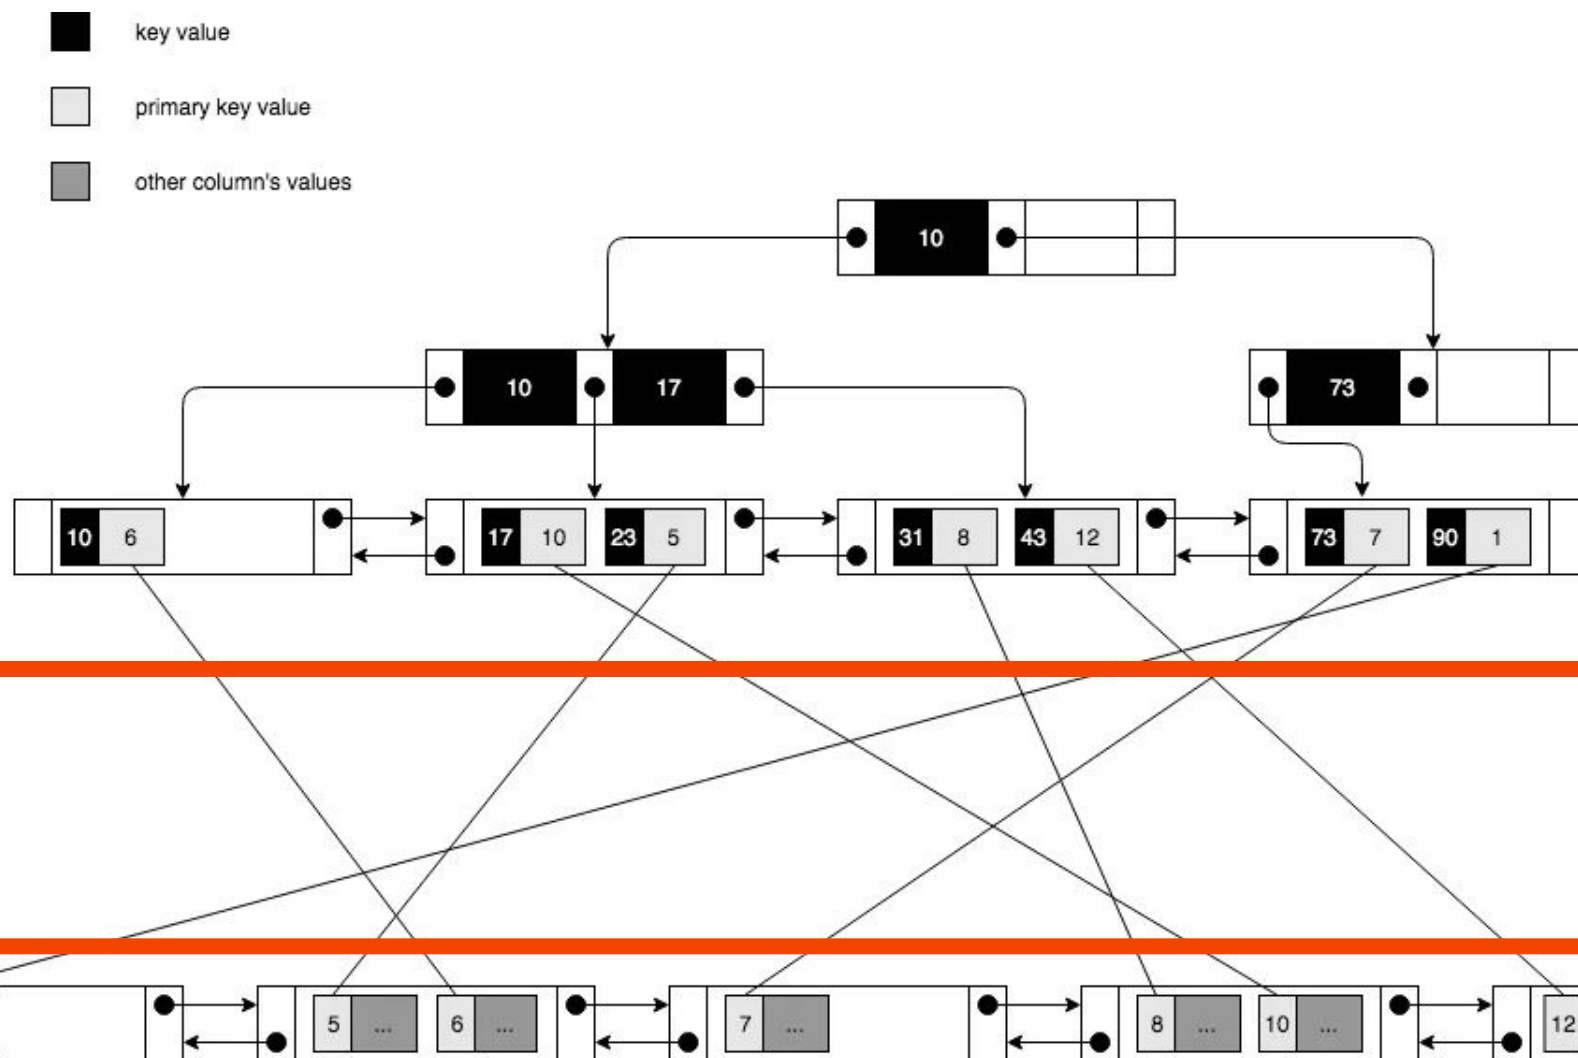 key value
primary key value
other column's values
10
10 17 73
10 6 17 10 23 5 31 8 43 12 73 7 90 1
5 ... 6 ... 7 ... 8 ... 10 ... 12